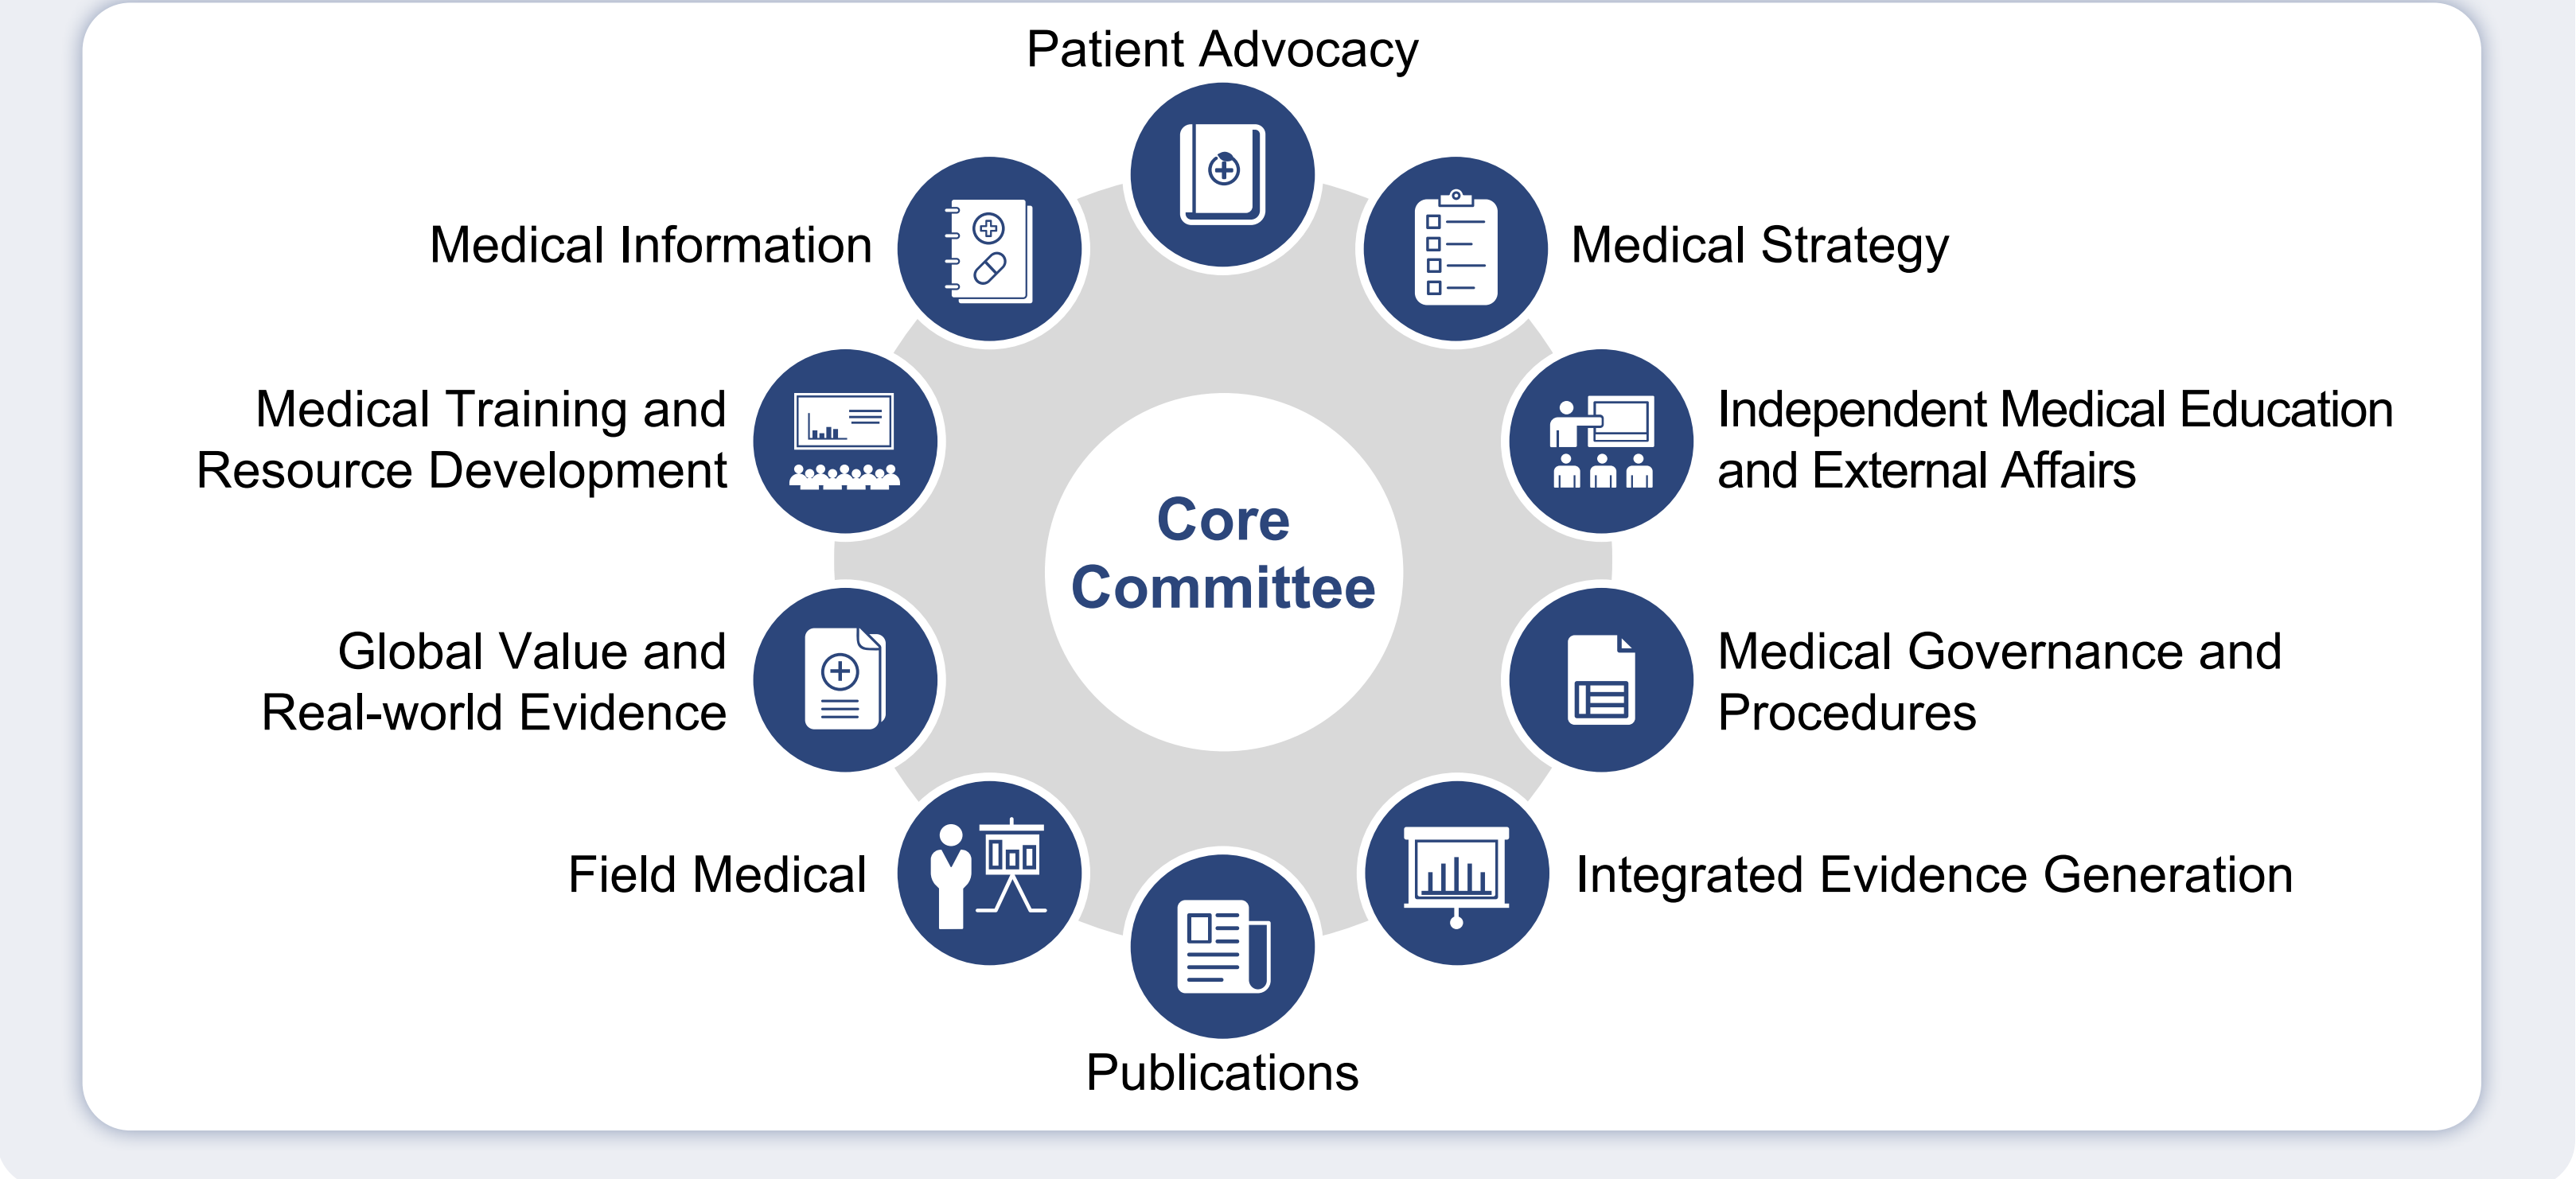 Patient Advocacy
Medical Information
Medical Strategy
Medical Training and
Resource Development
Independent Medical Education
and External Affairs
Core
Committee
Global Value and
Real-world Evidence
Medical Governance and
Procedures
Field Medical
Integrated Evidence Generation
Publications